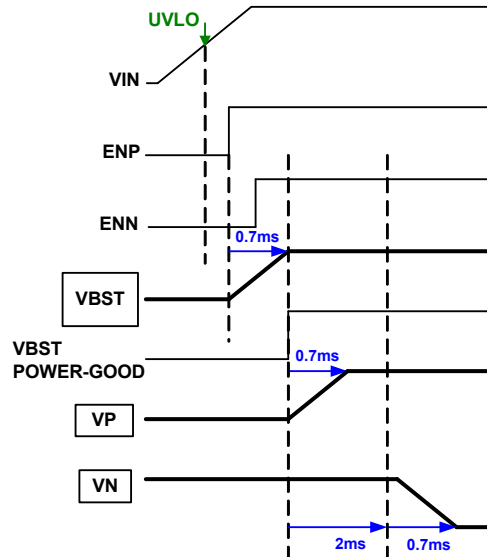 UVLO
VIN
ENP
ENN
0.7ms
VBST
VBST
POWER-GOOD
0.7ms
VP
VN
2ms
0.7ms